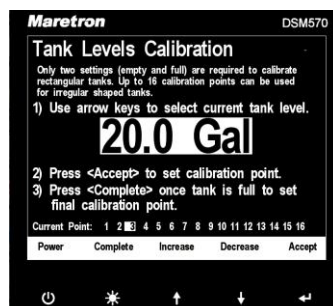 Maretron DSM570
Tank Levels Calibration
Only two settings (empty and full) are required to calibrate
rectangular tanks. Up to 16 calibration points can be used
for irregular shaped tanks.
1) Use arrow keys to select current tank level.
20.0 Gal
2) Press <Accept> to set calibration point.
3) Press <Complete> once tank is full to set
final calibration point.
Current Point: 1 2 3 4 5 6 7 8 9 10 11 12 13 14 15 16
Power Complete Increase Decrease Accept